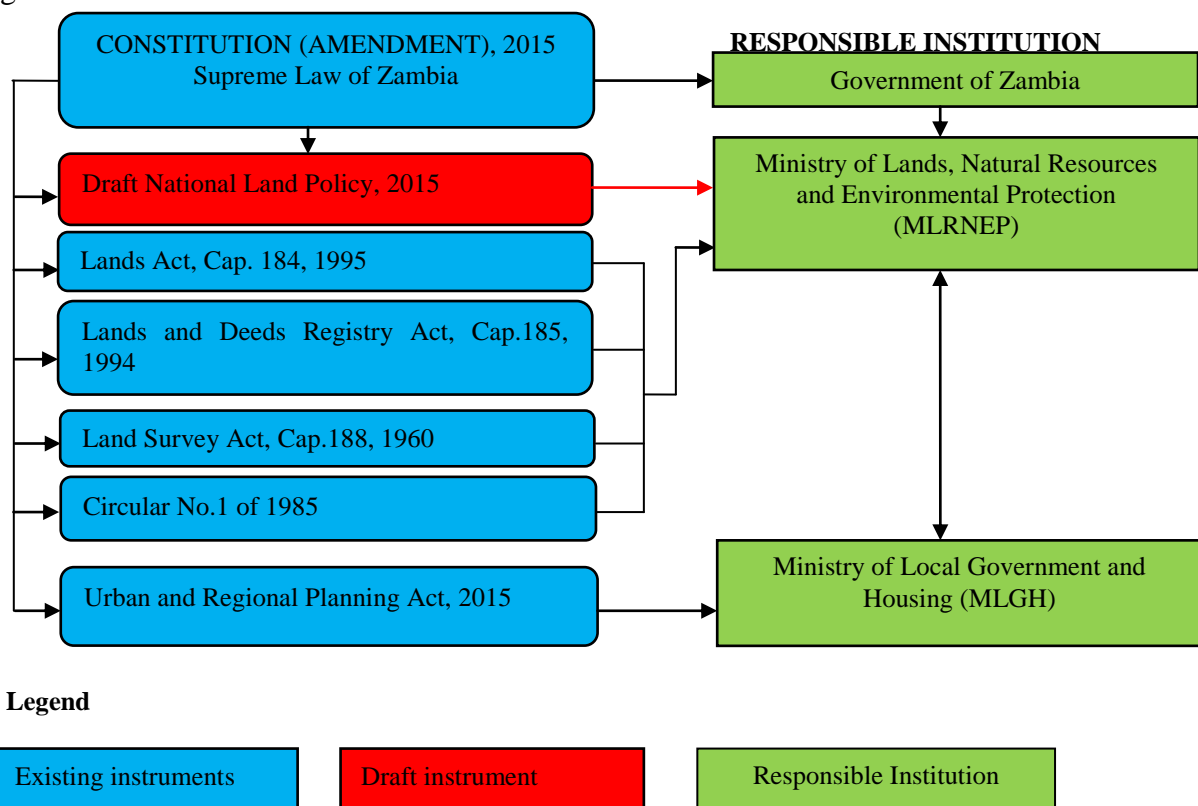 CONSTITUTION (AMENDMENT), 2015
Supreme Law of Zambia
RESPONSIBLE INSTITUTION
Government of Zambia
Draft National Land Policy, 2015
Ministry of Lands, Natural Resources
and Environmental Protection
(MLRNEP)
Lands Act, Cap. 184, 1995
Lands and Deeds Registry Act, Cap.185,
1994
Land Survey Act, Cap.188, 1960
Circular No.1 of 1985
Urban and Regional Planning Act, 2015
Ministry of Local Government and
Housing (MLGH)
Legend
Existing instruments
Draft instrument
Responsible Institution